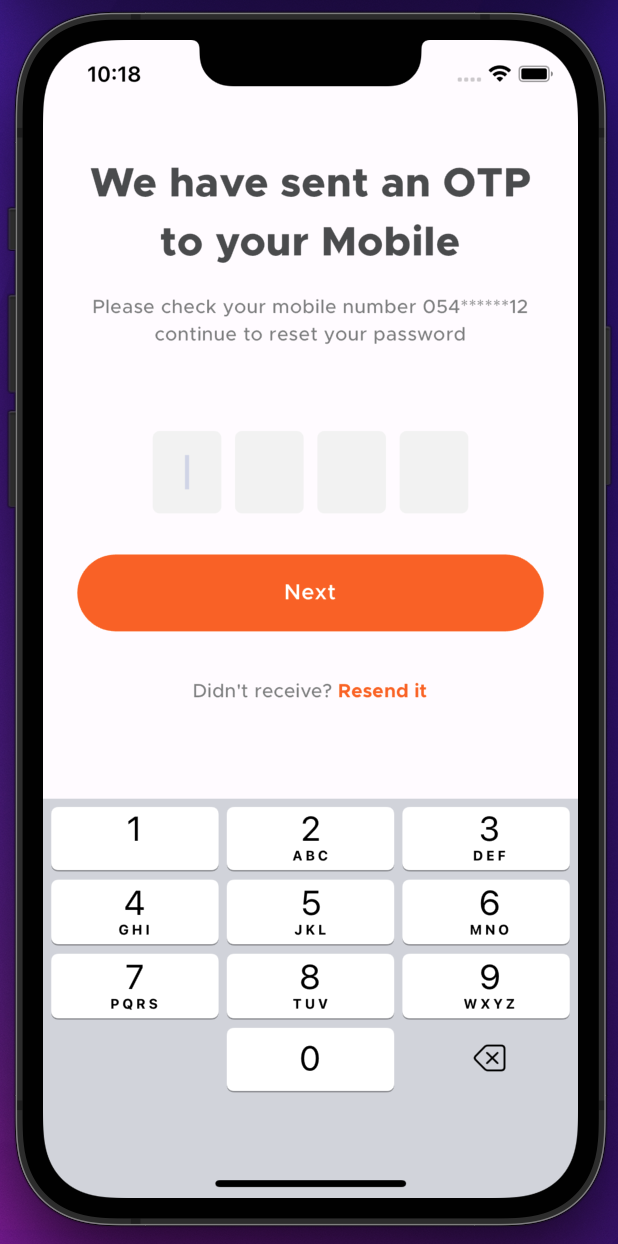 10:18
We have sent an OTP
to your Mobile
Please check your mobile number 054******12
continue to reset your password
Next
Didn't receive? Resend it
1 2 3
ABC DEF
4 5 6
GHI JKL MNO
7 8 9
PQRS TUV WXYZ
0